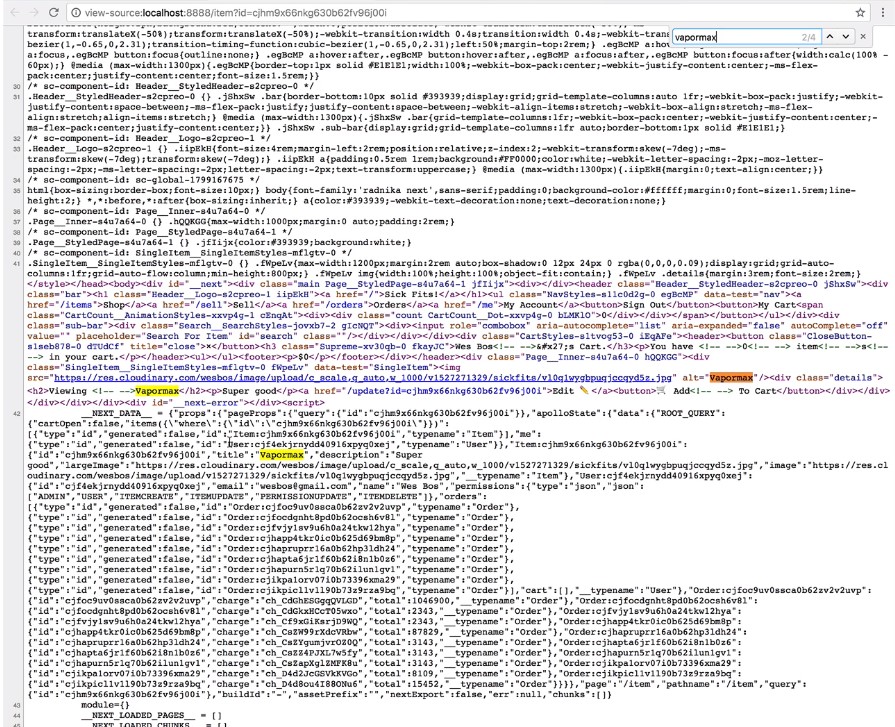 view-source:localhost:8888/item?id=cjhm9x66nkg630b62fv96j00i
vapormax 2/4
transform:translateX(-50%);transform:translateX(-50%);-webkit-transition:width 0.4s;transition:width 0.4s;-webkit-trans
bezier(1,-0.65,0,2.31);transition-timing-function:cubic-bezier(1,-0.65,0,2.31);left:50%;margin-top:2rem;} .egBcMP a:hov
a:focus,.egBcMP button:focus{outline:none;} .egBcMP a:hover:after,.egBcMP button:hover:after,.egBcMP a:focus:after,.egBcMP button:focus:after{width:calc(100% -
60px);} @media (max-width:1300px){.egBcMP{border-top:1px solid #E1E1E1;width:100%;-webkit-box-pack:center;-webkit-justify-content:center;-ms-flex-
pack:center;justify-content:center;font-size:1.5rem;}}
30 /* sc-component-id: Header__StyledHeader-s2cpreo-0 */
31 .Header__StyledHeader-s2cpreo-0 {} .jShxSw .bar{border-bottom:10px solid #393939;display:grid;grid-template-columns:auto 1fr;-webkit-box-pack:justify;-webkit-
justify-content:space-between;-ms-flex-pack:justify;justify-content:space-between;-webkit-align-items:stretch;-webkit-box-align:stretch;-ms-flex-
align:stretch;align-items:stretch;} @media (max-width:1300px){.jShxSw .bar{grid-template-columns:1fr;-webkit-box-pack:center;-webkit-justify-content:center;-
ms-flex-pack:center;justify-content:center;}} .jShxSw .sub-bar{display:grid;grid-template-columns:1fr auto;border-bottom:1px solid #E1E1E1;}
32 /* sc-component-id: Header__Logo-s2cpreo-1 */
33 .Header__Logo-s2cpreo-1 {} .iipEkH{font-size:4rem;margin-left:2rem;position:relative;z-index:2;-webkit-transform:skew(-7deg);-ms-
transform:skew(-7deg);transform:skew(-7deg);} .iipEkH a{padding:0.5rem 1rem;background:#FF0000;color:white;-webkit-letter-spacing:-2px;-moz-letter-
spacing:-2px;-ms-letter-spacing:-2px;letter-spacing:-2px;text-transform:uppercase;} @media (max-width:1300px){.iipEkH{margin:0;text-align:center;}}
34 /* sc-component-id: sc-global-1799167675 */
35 html{box-sizing:border-box;font-size:10px;} body{font-family:'radnika next',sans-serif;padding:0;background-color:#ffffff;margin:0;font-size:1.5rem;line-
height:2;} *,*:before,*:after{box-sizing:inherit;} a{color:#393939;-webkit-text-decoration:none;text-decoration:none;}
36 /* sc-component-id: Page__Inner-s4u7a64-0 */
37 .Page__Inner-s4u7a64-0 {} .hQQKGG{max-width:1000px;margin:0 auto;padding:2rem;}
38 /* sc-component-id: Page__StyledPage-s4u7a64-1 */
39 .Page__StyledPage-s4u7a64-1 {} .jfIijx{color:#393939;background:white;}
40 /* sc-component-id: SingleItem__SingleItemStyles-mflgtv-0 */
41 .SingleItem__SingleItemStyles-mflgtv-0 {} .fWpeLv{max-width:1200px;margin:2rem auto;box-shadow:0 12px 24px 0 rgba(0,0,0,0.09);display:grid;grid-auto-
columns:1fr;grid-auto-flow:column;min-height:800px;} .fWpeLv img{width:100%;height:100%;object-fit:contain;} .fWpeLv .details{margin:3rem;font-size:2rem;}
</style></head><body><div id="__next"><div class="main Page__StyledPage-s4u7a64-1 jfIijx"><div></div><header class="Header__StyledHeader-s2cpreo-0 jShxSw"><div
class="bar"><h1 class="Header__Logo-s2cpreo-1 iipEkH"><a href="/">Sick Fits!</a></h1><ul class="NavStyles-s1lc0d2g-0 egBcMP" data-test="nav"><a
href="/items">Shop</a><a href="/sell">Sell</a><a href="/orders">Orders</a><a href="/me">My Account</a><button>Sign Out</button><button>My Cart<span
class="CartCount__AnimationStyles-xxvp4g-1 cEnqAt"><div class="count CartCount__Dot-xxvp4g-0 bLMKlO">0</div></span></button></ul></div><div
class="sub-bar"><div class="Search__SearchStyles-jovxb7-2 gIcNQT"><div><input role="combobox" aria-autocomplete="list" aria-expanded="false" autoComplete="off"
value="" placeholder="Search For Item" id="search" class=""/></div></div></div><div class="CartStyles-sltvog53-0 iEqAPe"><header><button class="CloseButton-
s1seb878-0 dTUdCf" title="close">×</button><h3 class="Supreme-xv30qb-0 fkayJC">Wes Bos<!-- -->&#x27;s Cart.</h3><p>You have <!-- -->0<!-- --> item<!-- -->s<!--
--> in your cart.</p></header><ul></ul><footer><p>$0</p></footer></div></header><div class="Page__Inner-s4u7a64-0 hQQKGG"><div
class="SingleItem__SingleItemStyles-mflgtv-0 fWpeLv" data-test="SingleItem"><img
src="https://res.cloudinary.com/wesbos/image/upload/c_scale,q_auto,w_1000/v1527271329/sickfits/vl0qlwygbpuqjccqyd5z.jpg" alt="Vapormax"/><div class="details">
<h2>Viewing <!-- -->Vapormax</h2><p>Super good</p><a href="/update?id=cjhm9x66nkg630b62fv96j00i">Edit ✏️</a><button>🛒 Add<!-- --> To Cart</button></div></div>
</div></div></div><div id="__next-error"></div><script>
42 __NEXT_DATA__ = {"props":{"pageProps":{"query":{"id":"cjhm9x66nkg630b62fv96j00i"}},"apolloState":{"data":{"ROOT_QUERY":
{"cartOpen":false,"items({\"where\":{\"id\":\"cjhm9x66nkg630b62fv96j00i\"}})":
[{"type":"id","generated":false,"id":"Item:cjhm9x66nkg630b62fv96j00i","typename":"Item"}],"me":
{"type":"id","generated":false,"id":"User:cjf4ekjrnydd40916xpyq0xej","typename":"User"}},"Item:cjhm9x66nkg630b62fv96j00i":
{"id":"cjhm9x66nkg630b62fv96j00i","title":"Vapormax","description":"Super
good","largeImage":"https://res.cloudinary.com/wesbos/image/upload/c_scale,q_auto,w_1000/v1527271329/sickfits/vl0qlwygbpuqjccqyd5z.jpg","image":"https://res.cl
oudinary.com/wesbos/image/upload/c_scale,q_auto,w_1000/v1527271329/sickfits/vl0qlwygbpuqjccqyd5z.jpg","__typename":"Item"},"User:cjf4ekjrnydd40916xpyq0xej":
{"id":"cjf4ekjrnydd40916xpyq0xej","email":"wesbos@gmail.com","name":"Wes Bos","permissions":{"type":"json","json":
["ADMIN","USER","ITEMCREATE","ITEMUPDATE","PERMISSIONUPDATE","ITEMDELETE"]},"orders":
[{"type":"id","generated":false,"id":"Order:cjfoc9uv0ssca0b62zv2v2uvp","typename":"Order"},
{"type":"id","generated":false,"id":"Order:cjfocdgnht8pd0b62ocsh6v8l","typename":"Order"},
{"type":"id","generated":false,"id":"Order:cjfvjy1sv9u6h0a24tkw12hya","typename":"Order"},
{"type":"id","generated":false,"id":"Order:cjhapp4tkr0ic0b625d69bm8p","typename":"Order"},
{"type":"id","generated":false,"id":"Order:cjhapruprr16a0b62hp3ldh24","typename":"Order"},
{"type":"id","generated":false,"id":"Order:cjhapta6jr1f60b62i8n1b0z6","typename":"Order"},
{"type":"id","generated":false,"id":"Order:cjhapurn5r1q70b62ilun1gv1","typename":"Order"},
{"type":"id","generated":false,"id":"Order:cjikpalorv07i0b73396xma29","typename":"Order"},
{"type":"id","generated":false,"id":"Order:cjikpicl1v1l90b73z9rza9bq","typename":"Order"}],"cart":[],"__typename":"User"},"Order:cjfoc9uv0ssca0b62zv2v2uvp":
{"id":"cjfoc9uv0ssca0b62zv2v2uvp","charge":"ch_CdGhESGgqQVLGD","total":1046900,"__typename":"Order"},"Order:cjfocdgnht8pd0b62ocsh6v8l":
{"id":"cjfocdgnht8pd0b62ocsh6v8l","charge":"ch_CdGkxHCcTO5wxo","total":2343,"__typename":"Order"},"Order:cjfvjy1sv9u6h0a24tkw12hya":
{"id":"cjfvjy1sv9u6h0a24tkw12hya","charge":"ch_Cf9xGiKsrjD9WQ","total":2343,"__typename":"Order"},"Order:cjhapp4tkr0ic0b625d69bm8p":
{"id":"cjhapp4tkr0ic0b625d69bm8p","charge":"ch_CsZW99rXdcVRbw","total":87829,"__typename":"Order"},"Order:cjhapruprr16a0b62hp3ldh24":
{"id":"cjhapruprr16a0b62hp3ldh24","charge":"ch_CsZYgumjvrOZ0Q","total":3143,"__typename":"Order"},"Order:cjhapta6jr1f60b62i8n1b0z6":
{"id":"cjhapta6jr1f60b62i8n1b0z6","charge":"ch_CsZZ4PJXL7w5fy","total":3143,"__typename":"Order"},"Order:cjhapurn5r1q70b62ilun1gv1":
{"id":"cjhapurn5r1q70b62ilun1gv1","charge":"ch_CsZapXglZMFK8u","total":3143,"__typename":"Order"},"Order:cjikpalorv07i0b73396xma29":
{"id":"cjikpalorv07i0b73396xma29","charge":"ch_D4d2JcGSVkKVGo","total":8109,"__typename":"Order"},"Order:cjikpicl1v1l90b73z9rza9bq":
{"id":"cjikpicl1v1l90b73z9rza9bq","charge":"ch_D4d8ou4I88ONu6","total":15452,"__typename":"Order"}}}},"page":"/item","pathname":"/item","query":
{"id":"cjhm9x66nkg630b62fv96j00i"},"buildId":"-","assetPrefix":"","nextExport":false,"err":null,"chunks":[]}
43 module={}
44 __NEXT_LOADED_PAGES__ = []
45 __NEXT_LOADED_CHUNKS__ = []